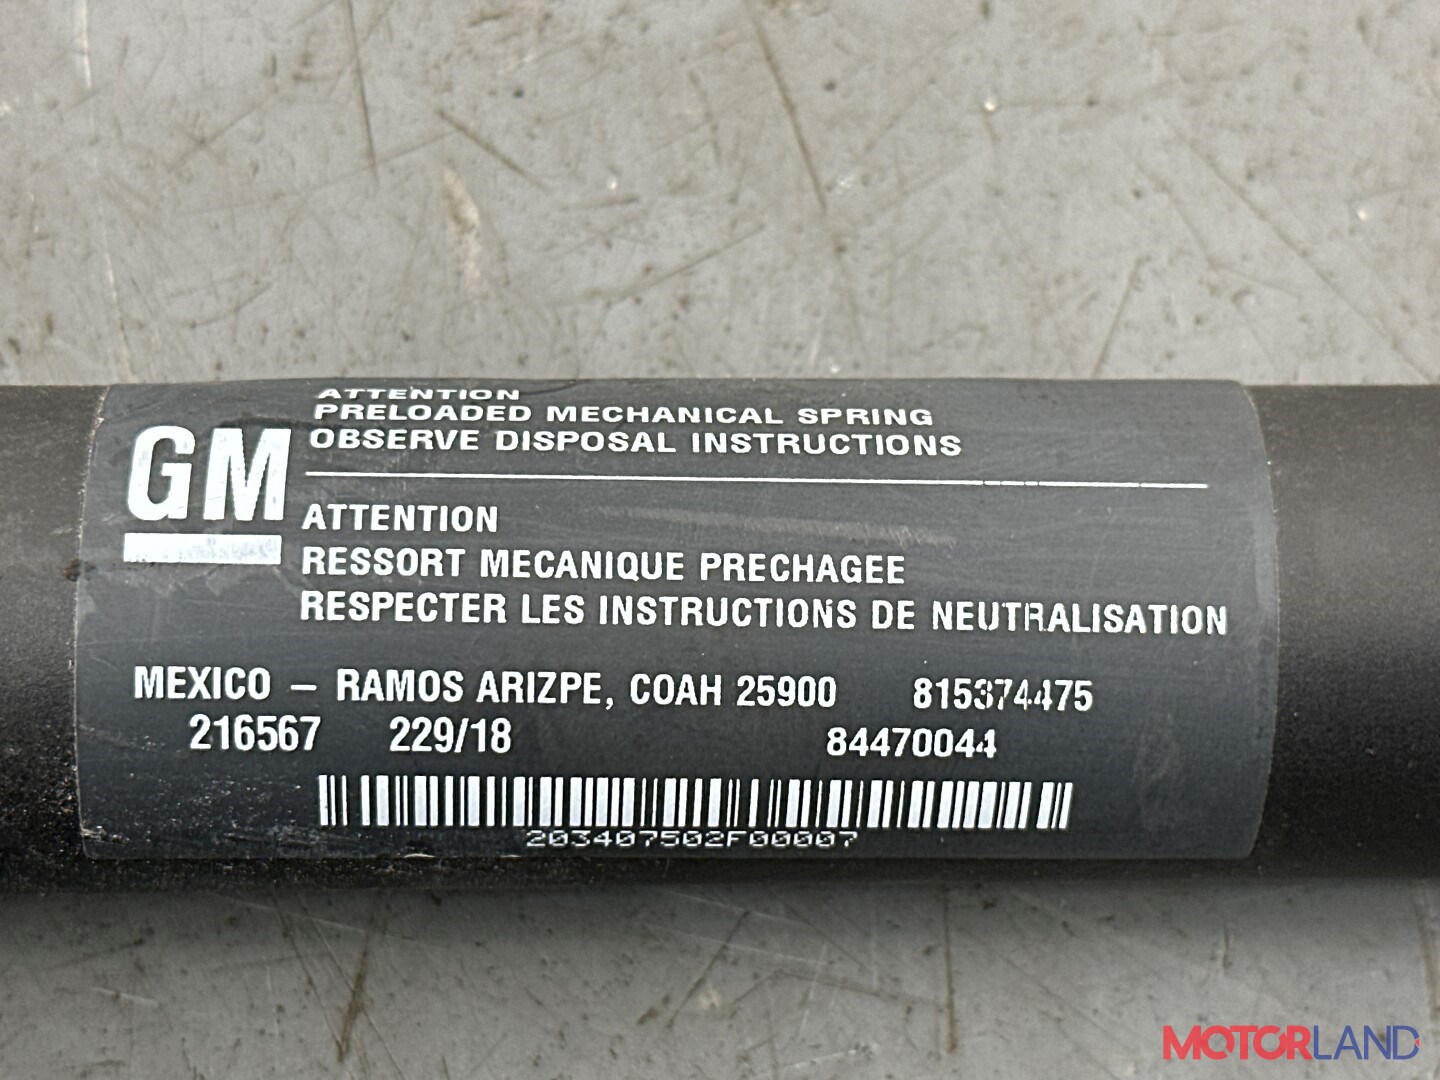 GM
ATTENTION
PRELOADED MECHANICAL SPRING
OBSERVE DISPOSAL INSTRUCTIONS
ATTENTION
RESSORT MECANIQUE PRECHAGEE
RESPECTER LES INSTRUCTIONS DE NEUTRALISATION
MEXICO – RAMOS ARIZPE, COAH 25900 815374475
216567 229/18 84470044
203407502F00007
MOTORLAND